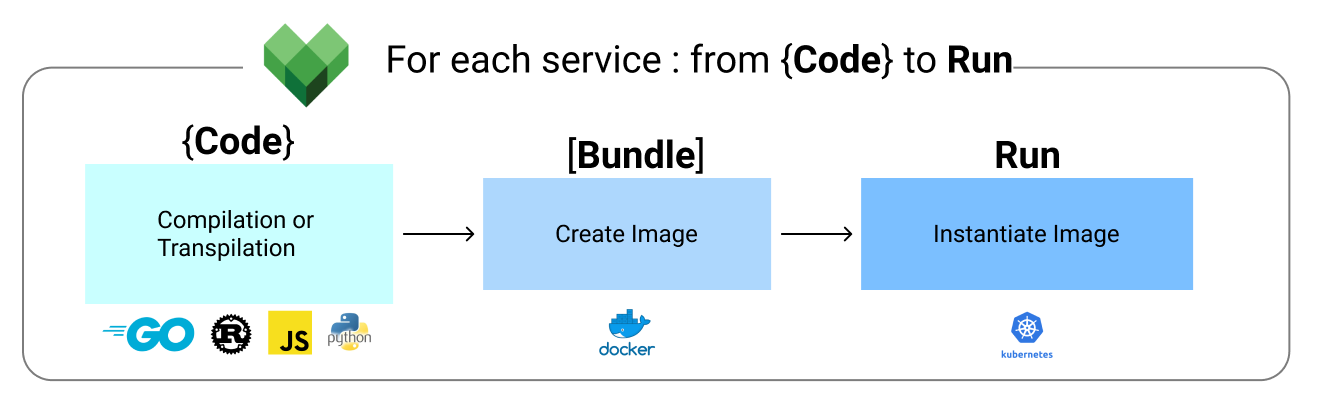 For each service : from {Code} to Run
{Code}
[Bundle]
Run
Compilation or
Transpilation
Create Image
Instantiate Image
GO
R
JS
python
docker
kubernetes